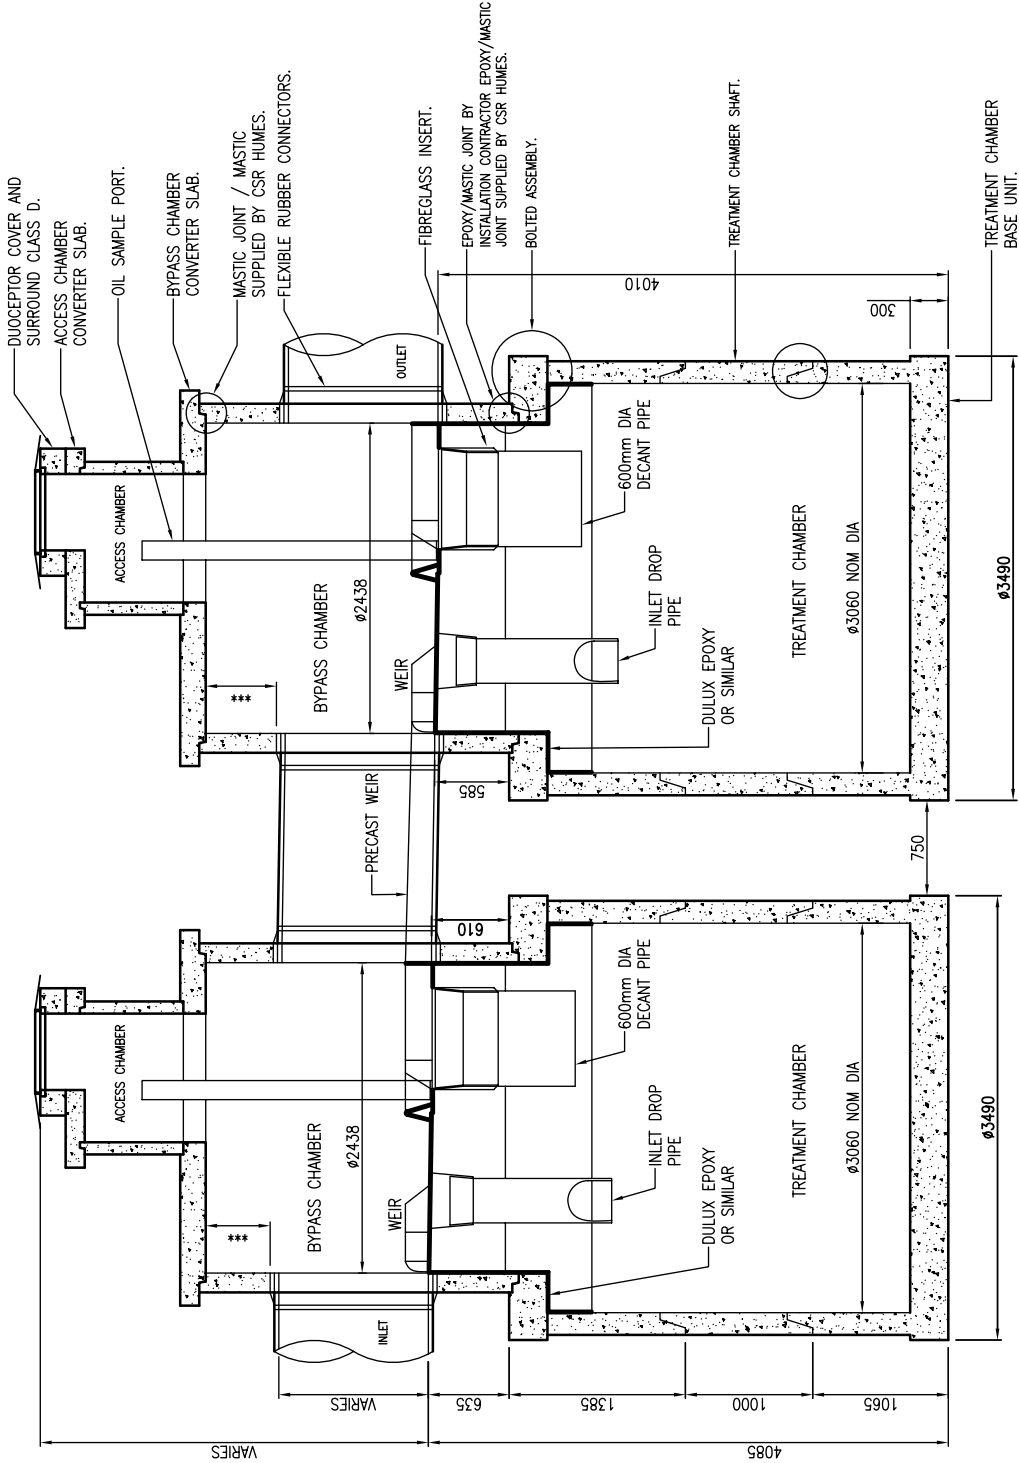 DUOCEPTOR COVER AND
SURROUND CLASS D.
ACCESS CHAMBER
CONVERTER SLAB.
OIL SAMPLE PORT.
BYPASS CHAMBER
CONVERTER SLAB.
MASTIC JOINT / MASTIC
SUPPLIED BY CSR HUMES.
FLEXIBLE RUBBER CONNECTORS.
FIBREGLASS INSERT.
EPOXY/MASTIC JOINT BY
INSTALLATION CONTRACTOR EPOXY/MASTIC
JOINT SUPPLIED BY CSR HUMES.
BOLTED ASSEMBLY.
TREATMENT CHAMBER SHAFT.
TREATMENT CHAMBER
BASE UNIT.
4010
300
OUTLET
ACCESS CHAMBER
ø2438
BYPASS CHAMBER
***
WEIR
600mm DIA
DECANT PIPE
INLET DROP
PIPE
DULUX EPOXY
OR SIMILAR
TREATMENT CHAMBER
ø3060 NOM DIA
ø3490
585
PRECAST WEIR
610
750
ACCESS CHAMBER
BYPASS CHAMBER
ø2438
***
WEIR
600mm DIA
DECANT PIPE
INLET DROP
PIPE
DULUX EPOXY
OR SIMILAR
TREATMENT CHAMBER
ø3060 NOM DIA
ø3490
INLET
VARIES
635
1385
1000
1065
VARIES
4085